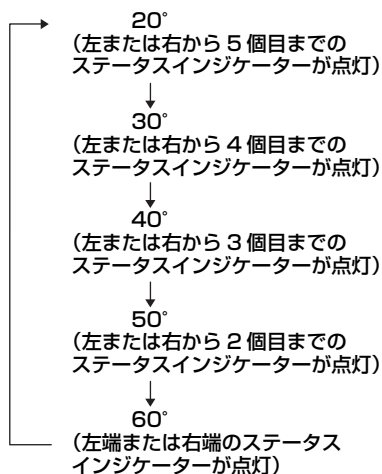 20°
（左または右から 5 個目までの
ステータスインジケーターが点灯）
30°
（左または右から 4 個目までの
ステータスインジケーターが点灯）
40°
（左または右から 3 個目までの
ステータスインジケーターが点灯）
50°
（左または右から 2 個目までの
ステータスインジケーターが点灯）
60°
（左端または右端のステータス
インジケーターが点灯）